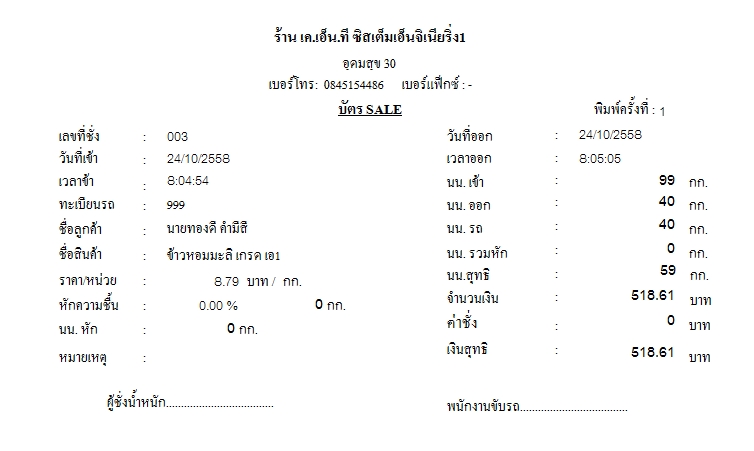 ร้าน เค.เอ็น.ที ซิสเต็มเอ็นจิเนียริ่ง1
อุดมสุข 30
เบอร์โทร: 0845154486 เบอร์แฟ็กซ์ : -
บัตร SALE พิมพ์ครั้งที่ : 1
เลขที่ชั่ง : 003 วันที่ออก : 24/10/2558
วันที่เข้า : 24/10/2558 เวลาออก : 8:05:05
เวลาข้า : 8:04:54 นน. เข้า : 99 กก.
ทะเบียนรถ : 999 นน. ออก : 40 กก.
ชื่อลูกค้า : นายทองดี คำมีสี นน. รถ : 40 กก.
ชื่อสินค้า : ข้าวหอมมะลิ เกรด เอ1 นน. รวมหัก : 0 กก.
ราคา/หน่วย : 8.79 บาท / กก. นน.สุทธิ : 59 กก.
หักความชื้น : 0.00 % 0 กก. จำนวนเงิน : 518.61 บาท
นน. หัก : 0 กก. ค่าชั่ง : 0 บาท
หมายเหตุ : เงินสุทธิ : 518.61 บาท
ผู้ชั่งน้ำหนัก.................................... พนักงานขับรถ....................................